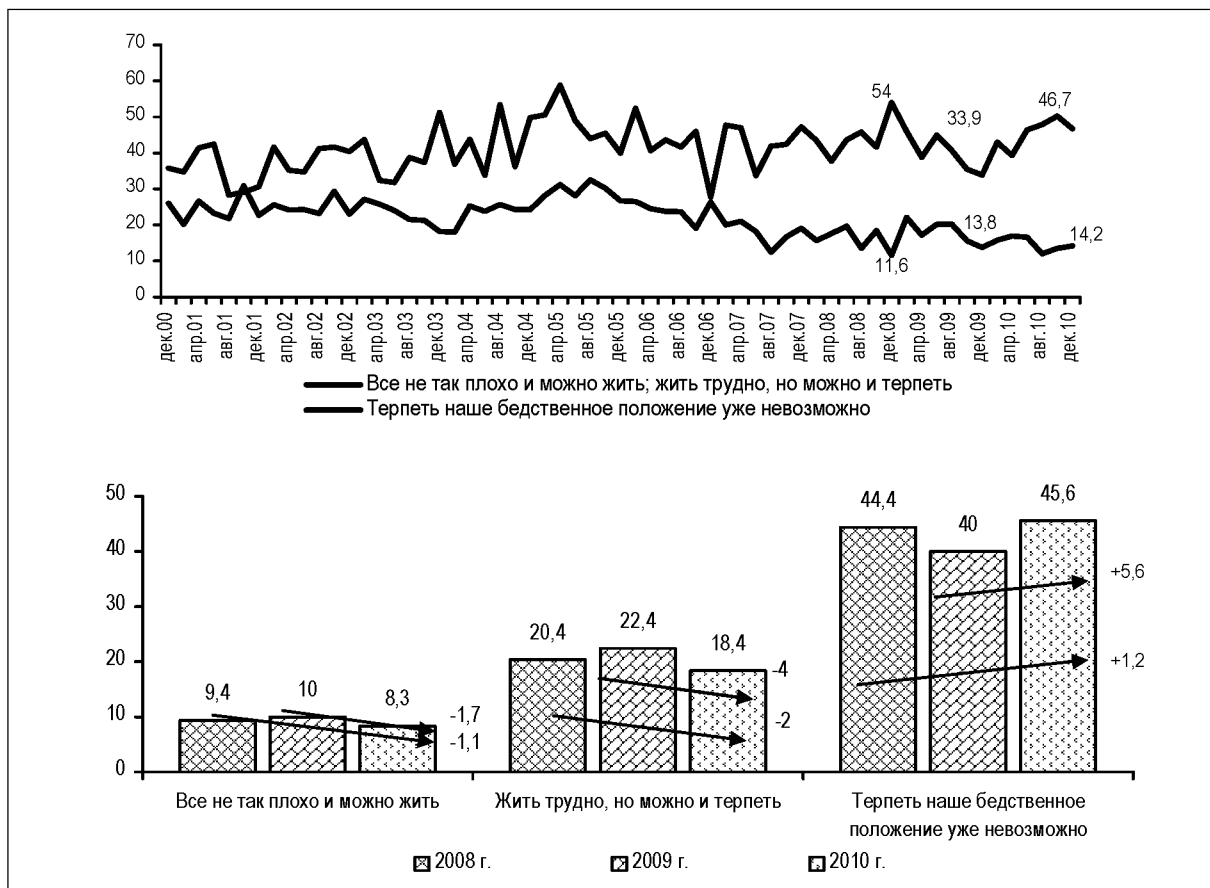 70
60
50
40
30
20
10
0
54
33,9
46,7
11,6
13,8
14,2
дек.00
апр.01
авг.01
дек.01
апр.02
авг.02
дек.02
апр.03
авг.03
дек.03
апр.04
авг.04
дек.04
апр.05
авг.05
дек.05
апр.06
авг.06
дек.06
апр.07
авг.07
дек.07
апр.08
авг.08
дек.08
апр.09
авг.09
дек.09
апр.10
авг.10
дек.10
Все не так плохо и можно жить; жить трудно, но можно и терпеть
Терпеть наше бедственное положение уже невозможно
50
40
30
20
10
0
9,4
10
8,3
-1,7
-1,1
20,4
22,4
18,4
-4
-2
44,4
40
45,6
+5,6
+1,2
Все не так плохо и можно жить
Жить трудно, но можно и терпеть
Терпеть наше бедственное
положение уже невозможно
2008 г.
2009 г.
2010 г.